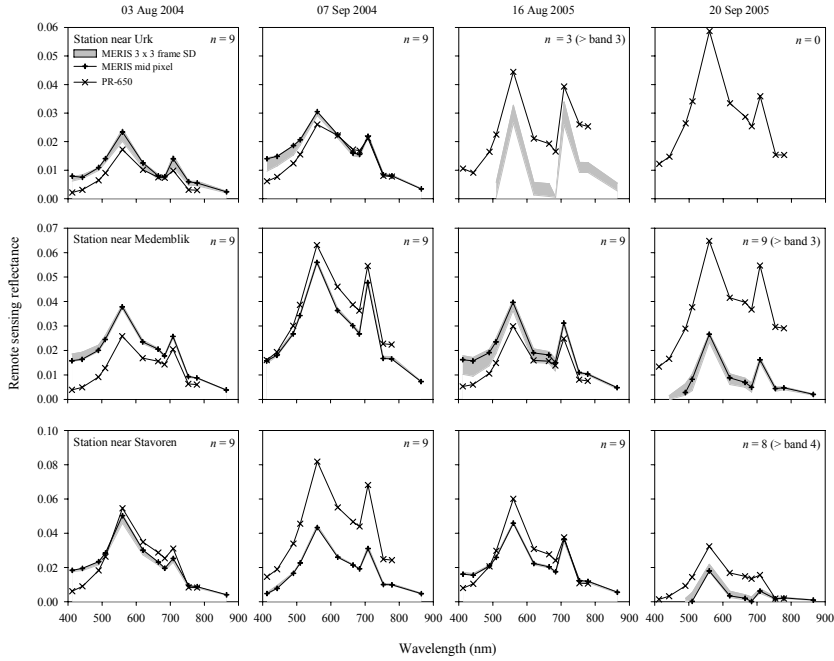 03 Aug 2004 07 Sep 2004 16 Aug 2005 20 Sep 2005
0.06
0.05
0.04
0.03
0.02
0.01
0.00
Station near Urk n = 9
MERIS 3 x 3 frame SD
MERIS mid pixel
PR-650
n = 9
n = 3 (> band 3)
n = 0
0.07
0.06
0.05
0.04
0.03
0.02
0.01
0.00
Station near Medemblik n = 9
n = 9
n = 9
n = 9 (> band 3)
Remote sensing reflectance
0.10
0.08
0.06
0.04
0.02
0.00
Station near Stavoren n = 9
n = 9
n = 9
n = 8 (> band 4)
400 500 600 700 800 900 400 500 600 700 800 900 400 500 600 700 800 900 400 500 600 700 800 900
Wavelength (nm)